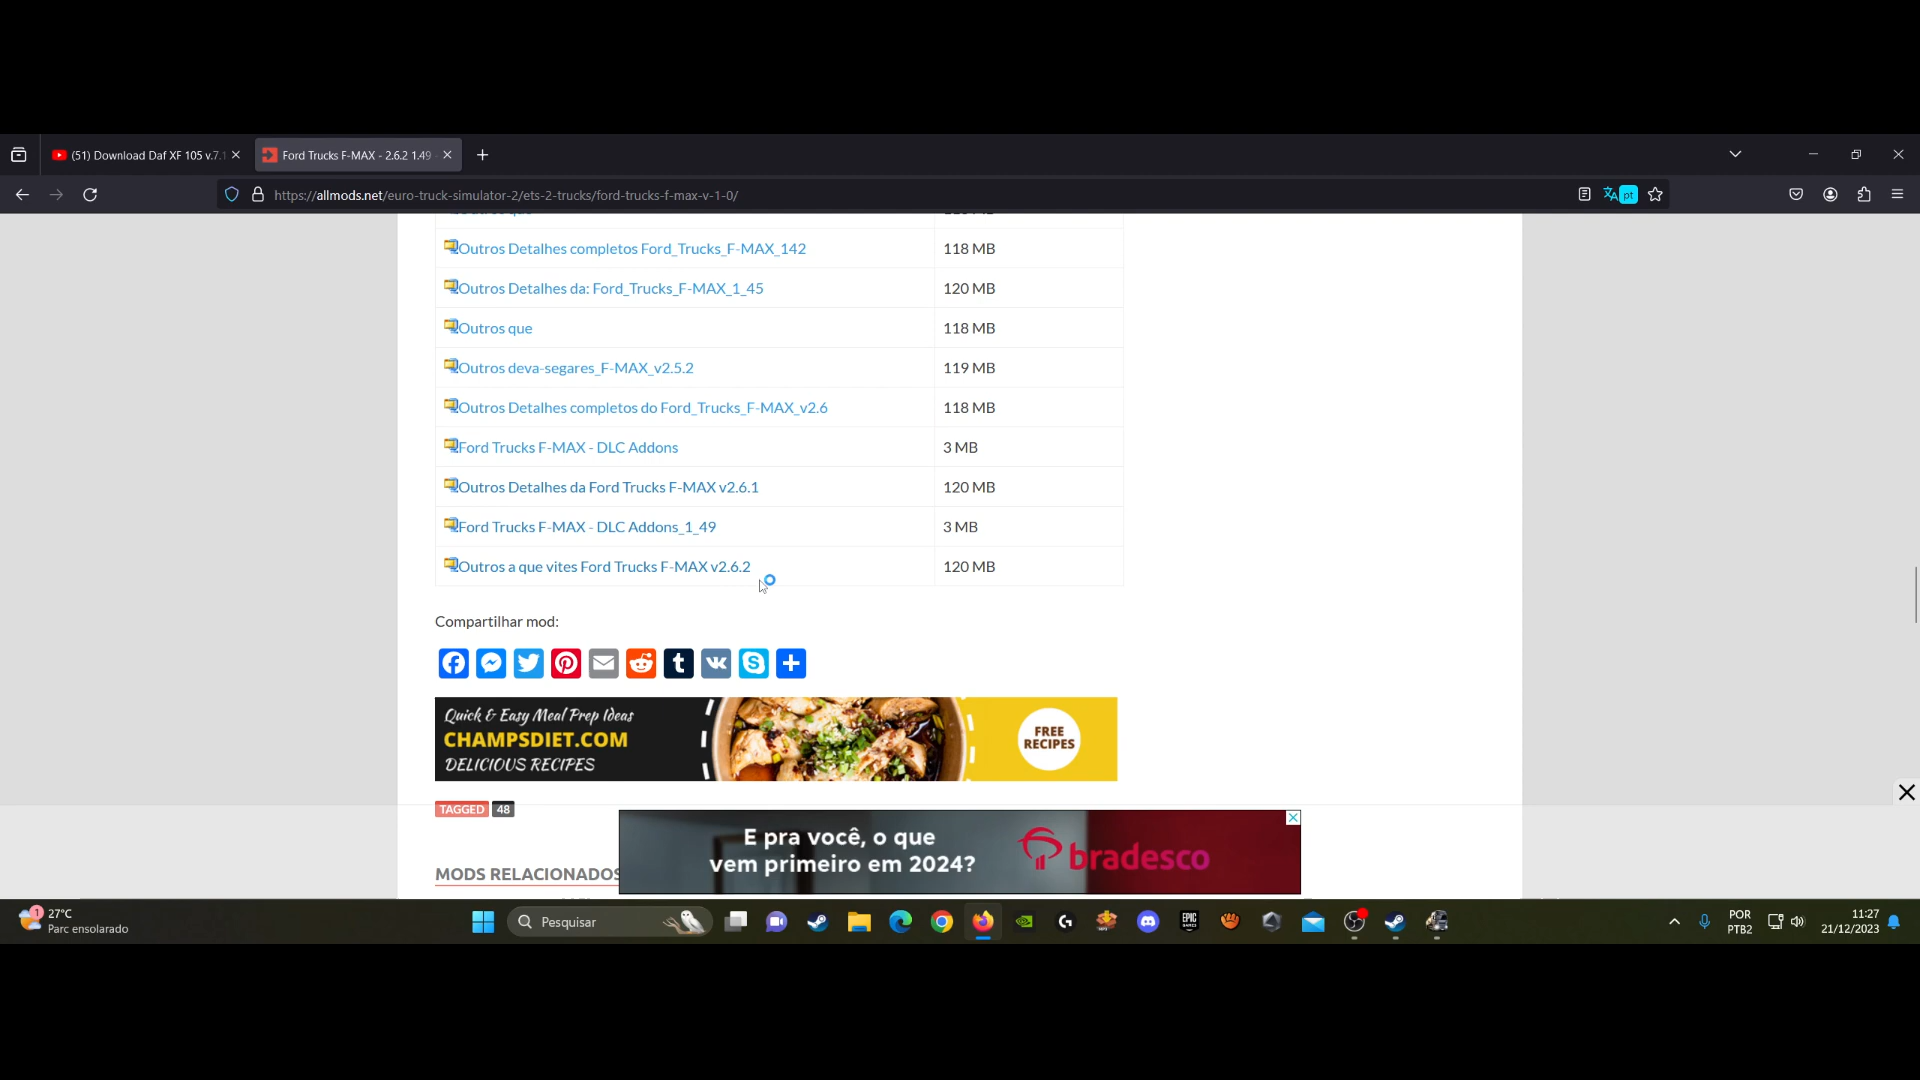 (51) Download Daf XF 105 v.7.1
Ford Trucks F-MAX - 2.6.2 1.49
https://allmods.net/euro-truck-simulator-2/ets-2-trucks/ford-trucks-f-max-v-1-0/
pt
Outros Detalhes completos Ford_Trucks_F-MAX_142
118 MB
Outros Detalhes da: Ford_Trucks_F-MAX_1_45
120 MB
Outros que
118 MB
Outros deva-segares_F-MAX_v2.5.2
119 MB
Outros Detalhes completos do Ford_Trucks_F-MAX_v2.6
118 MB
Ford Trucks F-MAX - DLC Addons
3 MB
Outros Detalhes da Ford Trucks F-MAX v2.6.1
120 MB
Ford Trucks F-MAX - DLC Addons_1_49
3 MB
Outros a que vites Ford Trucks F-MAX v2.6.2
120 MB
Compartilhar mod:
Quick & Easy Meal Prep Ideas
CHAMPSDIET.COM
DELICIOUS RECIPES
FREE
RECIPES
TAGGED 48
E pra você, o que
vem primeiro em 2024?
bradesco
MODS RELACIONADOS
1
27°C
Parc ensolarado
Pesquisar
EPIC
GAMES
POR
PTB2
11:27
21/12/2023